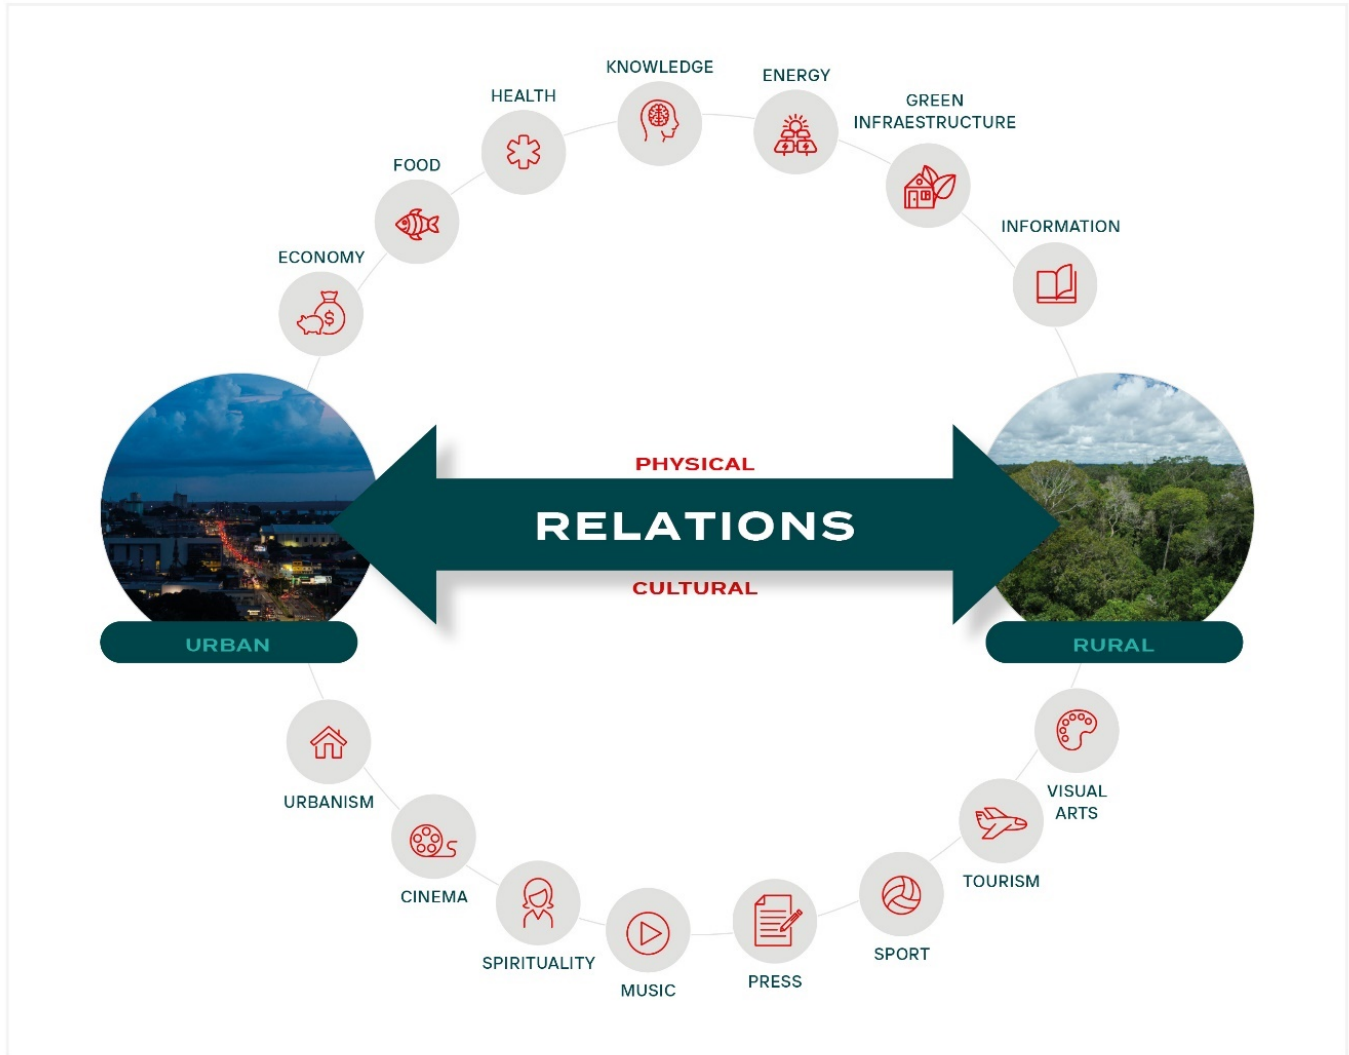 KNOWLEDGE
ENERGY
HEALTH
GREEN
INFRAESTRUCTURE
FOOD
INFORMATION
ECONOMY
$
PHYSICAL
RELATIONS
CULTURAL
URBAN
RURAL
URBANISM
VISUAL
ARTS
CINEMA
TOURISM
SPIRITUALITY
SPORT
MUSIC
PRESS